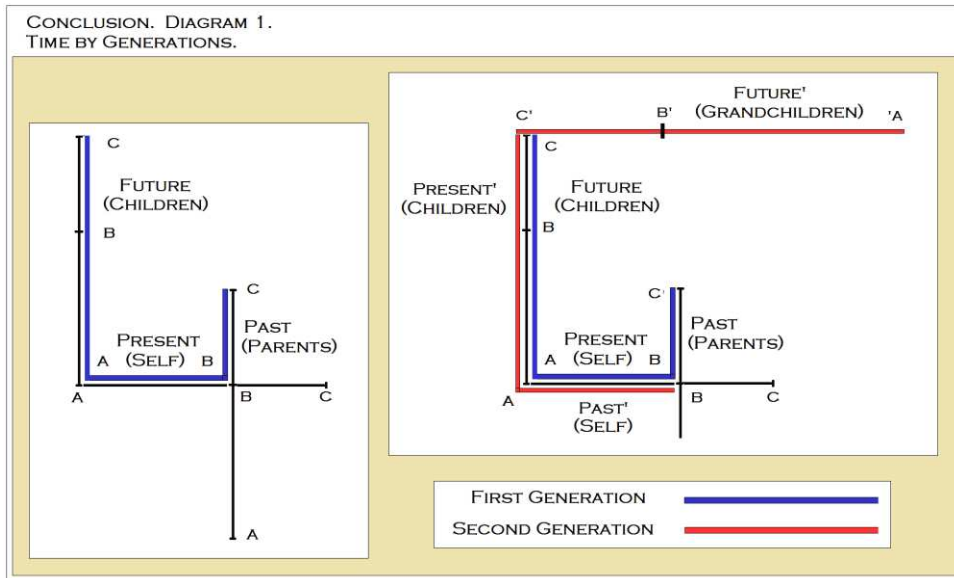 Conclusion. Diagram 1.
Time by Generations.
C
Future
(Children)
B
C
Present
(Self)
Past
(Parents)
A
B
A
B
C
A
C'
B'
Future'
(Grandchildren)
'A
C
Present'
(Children)
Future
(Children)
B
C'
Present
(Self)
Past
(Parents)
A
B
A
B
C
Past'
(Self)
First Generation
Second Generation